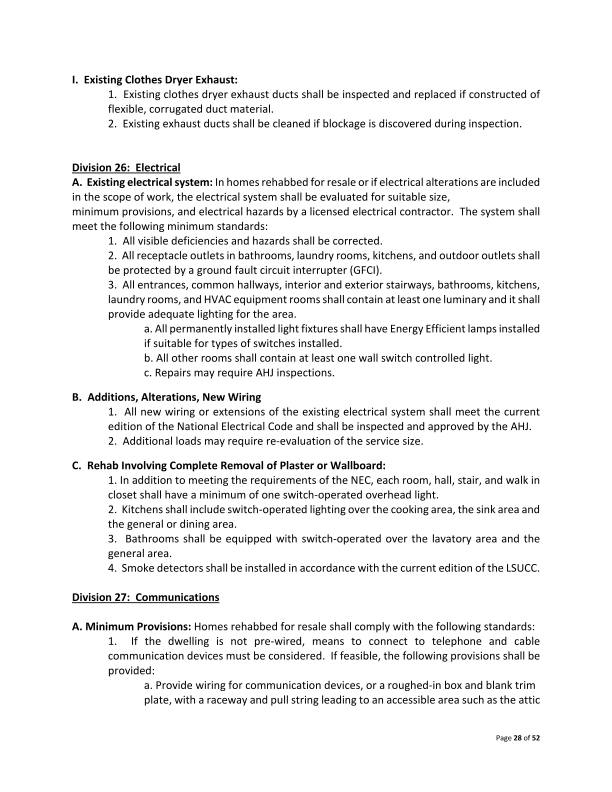 I. Existing Clothes Dryer Exhaust:
1. Existing clothes dryer exhaust ducts shall be inspected and replaced if constructed of
flexible, corrugated duct material.
2. Existing exhaust ducts shall be cleaned if blockage is discovered during inspection.
Division 26: Electrical
A. Existing electrical system: In homes rehabbed for resale or if electrical alterations are included
in the scope of work, the electrical system shall be evaluated for suitable size,
minimum provisions, and electrical hazards by a licensed electrical contractor. The system shall
meet the following minimum standards:
1. All visible deficiencies and hazards shall be corrected.
2. All receptacle outlets in bathrooms, laundry rooms, kitchens, and outdoor outlets shall
be protected by a ground fault circuit interrupter (GFCI).
3. All entrances, common hallways, interior and exterior stairways, bathrooms, kitchens,
laundry rooms, and HVAC equipment rooms shall contain at least one luminary and it shall
provide adequate lighting for the area.
a. All permanently installed light fixtures shall have Energy Efficient lamps installed
if suitable for types of switches installed.
b. All other rooms shall contain at least one wall switch controlled light.
c. Repairs may require AHJ inspections.
B. Additions, Alterations, New Wiring
1. All new wiring or extensions of the existing electrical system shall meet the current
edition of the National Electrical Code and shall be inspected and approved by the AHJ.
2. Additional loads may require re-evaluation of the service size.
C. Rehab Involving Complete Removal of Plaster or Wallboard:
1. In addition to meeting the requirements of the NEC, each room, hall, stair, and walk in
closet shall have a minimum of one switch-operated overhead light.
2. Kitchens shall include switch-operated lighting over the cooking area, the sink area and
the general or dining area.
3. Bathrooms shall be equipped with switch-operated over the lavatory area and the
general area.
4. Smoke detectors shall be installed in accordance with the current edition of the LSUCC.
Division 27: Communications
A. Minimum Provisions: Homes rehabbed for resale shall comply with the following standards:
1. If the dwelling is not pre-wired, means to connect to telephone and cable
communication devices must be considered. If feasible, the following provisions shall be
provided:
a. Provide wiring for communication devices, or a roughed-in box and blank trim
plate, with a raceway and pull string leading to an accessible area such as the attic
Page 28 of 52